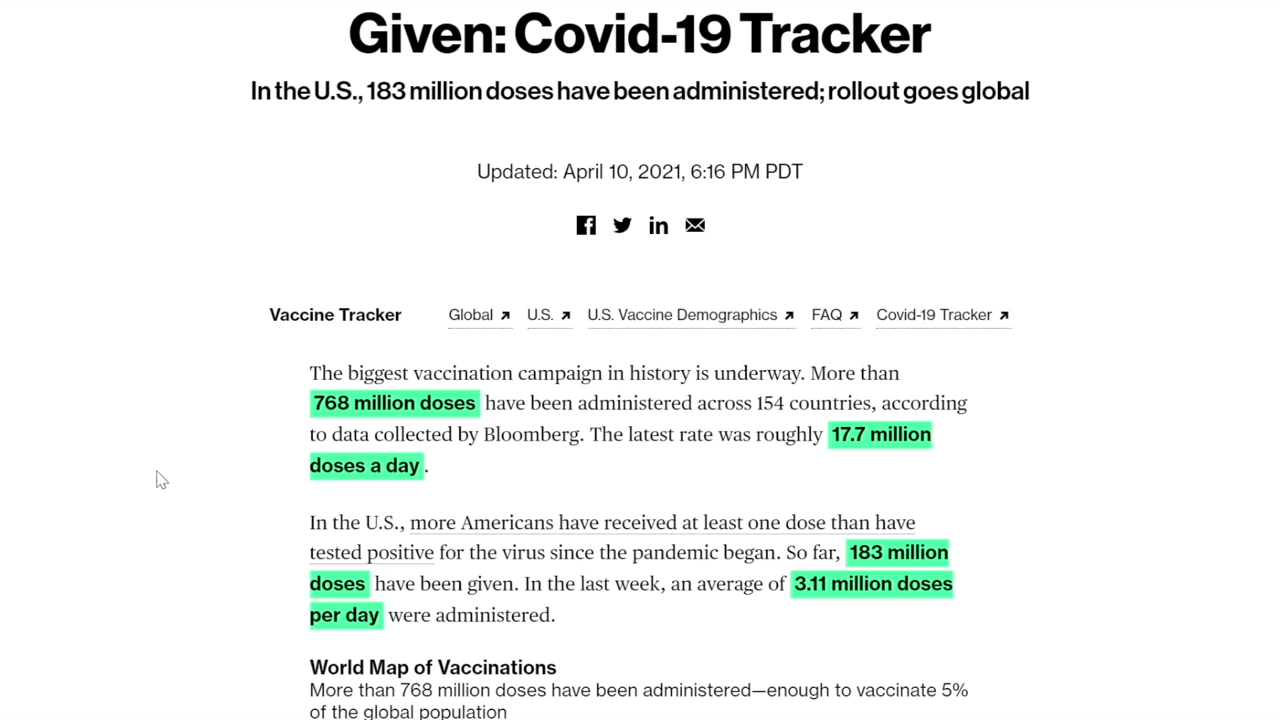 Given: Covid-19 Tracker
In the U.S., 183 million doses have been administered; rollout goes global
Updated: April 10, 2021, 6:16 PM PDT
Vaccine Tracker Global U.S. U.S. Vaccine Demographics FAQ Covid-19 Tracker
The biggest vaccination campaign in history is underway. More than
768 million doses have been administered across 154 countries, according
to data collected by Bloomberg. The latest rate was roughly 17.7 million
doses a day.
In the U.S., more Americans have received at least one dose than have
tested positive for the virus since the pandemic began. So far, 183 million
doses have been given. In the last week, an average of 3.11 million doses
per day were administered.
World Map of Vaccinations
More than 768 million doses have been administered—enough to vaccinate 5%
of the global population